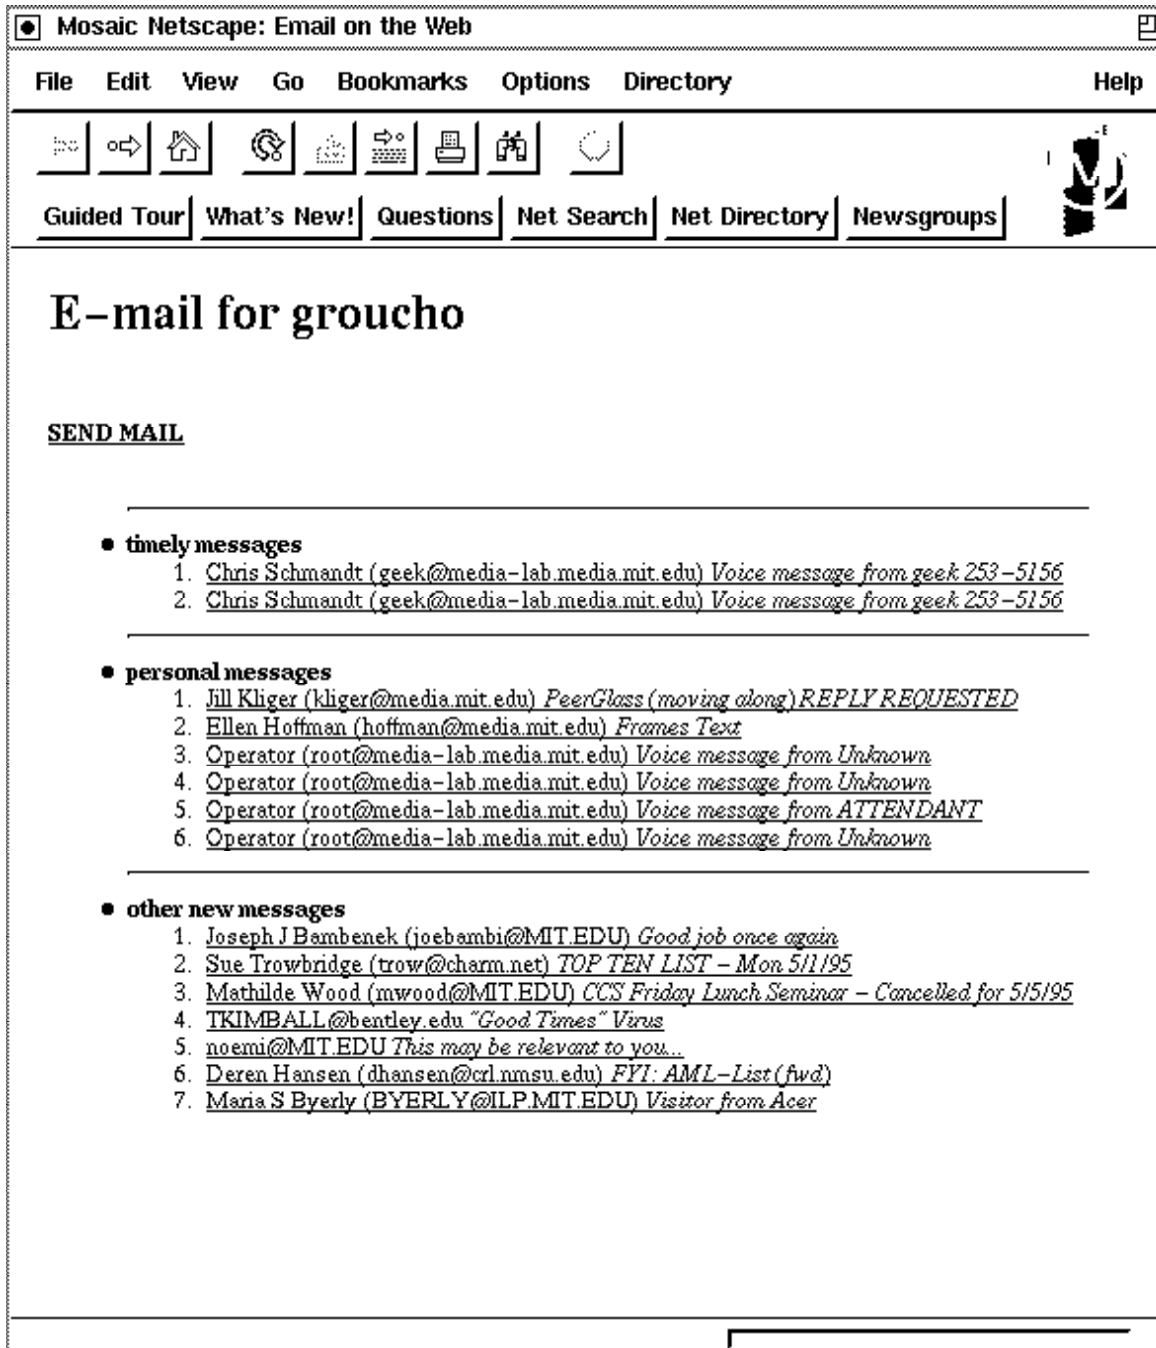 Mosaic Netscape: Email on the Web
File Edit View Go Bookmarks Options Directory Help
Guided Tour What's New! Questions Net Search Net Directory Newsgroups
E-mail for groucho
SEND MAIL
• timely messages
1. Chris Schmandt (geek@media-lab.media.mit.edu) Voice message from geek 253-5156
2. Chris Schmandt (geek@media-lab.media.mit.edu) Voice message from geek 253-5156
• personal messages
1. Jill Kliger (kliger@media.mit.edu) PeerGlass (moving along) REPLY REQUESTED
2. Ellen Hoffman (hoffman@media.mit.edu) Frames Text
3. Operator (root@media-lab.media.mit.edu) Voice message from Unknown
4. Operator (root@media-lab.media.mit.edu) Voice message from Unknown
5. Operator (root@media-lab.media.mit.edu) Voice message from ATTENDANT
6. Operator (root@media-lab.media.mit.edu) Voice message from Unknown
• other new messages
1. Joseph J Bambenek (joebambi@MIT.EDU) Good job once again
2. Sue Trowbridge (trow@charm.net) TOP TEN LIST - Mon 5/1/95
3. Mathilde Wood (mwood@MIT.EDU) CCS Friday Lunch Seminar - Cancelled for 5/5/95
4. TKIMBALL@bentley.edu "Good Times" Virus
5. noemi@MIT.EDU This may be relevant to you...
6. Deren Hansen (dhansen@crl.nmsu.edu) FYI: AML-List (fwd)
7. Maria S Byerly (BYERLY@ILP.MIT.EDU) Visitor from Acer